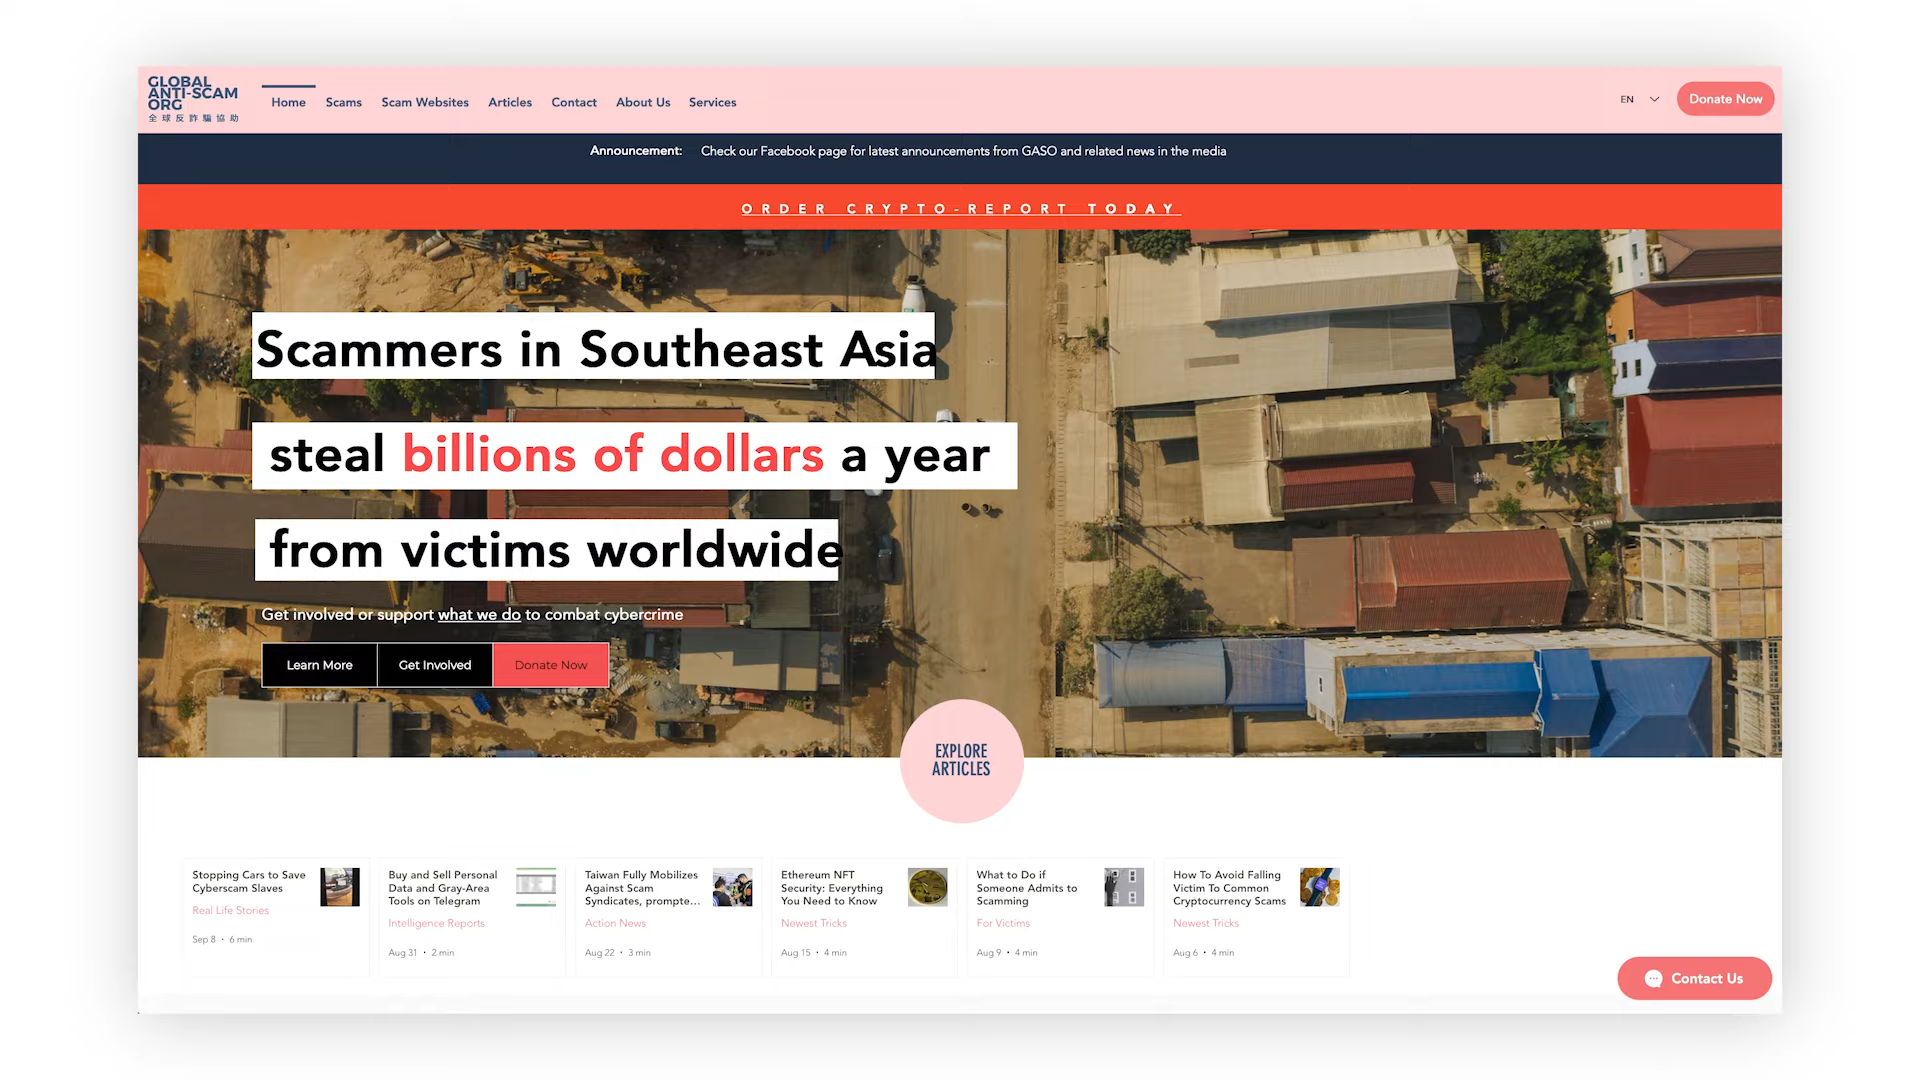 GLOBAL
ANTI-SCAM
ORG
全球反詐騙協助
Home
Scams
Scam Websites
Articles
Contact
About Us
Services
EN
Donate Now
Announcement: Check our Facebook page for latest announcements from GASO and related news in the media
ORDER CRYPTO-REPORT TODAY
Scammers in Southeast Asia
steal billions of dollars a year
from victims worldwide
Get involved or support what we do to combat cybercrime
Learn More
Get Involved
Donate Now
EXPLORE
ARTICLES
Stopping Cars to Save
Cyberscam Slaves
Real Life Stories
Sep 8 · 6 min
Buy and Sell Personal
Data and Gray-Area
Tools on Telegram
Intelligence Reports
Aug 31 · 2 min
Taiwan Fully Mobilizes
Against Scam
Syndicates, prompte...
Action News
Aug 22 · 3 min
Ethereum NFT
Security: Everything
You Need to Know
Newest Tricks
Aug 15 · 4 min
What to Do if
Someone Admits to
Scamming
For Victims
Aug 9 · 4 min
How To Avoid Falling
Victim To Common
Cryptocurrency Scams
Newest Tricks
Aug 6 · 4 min
Contact Us